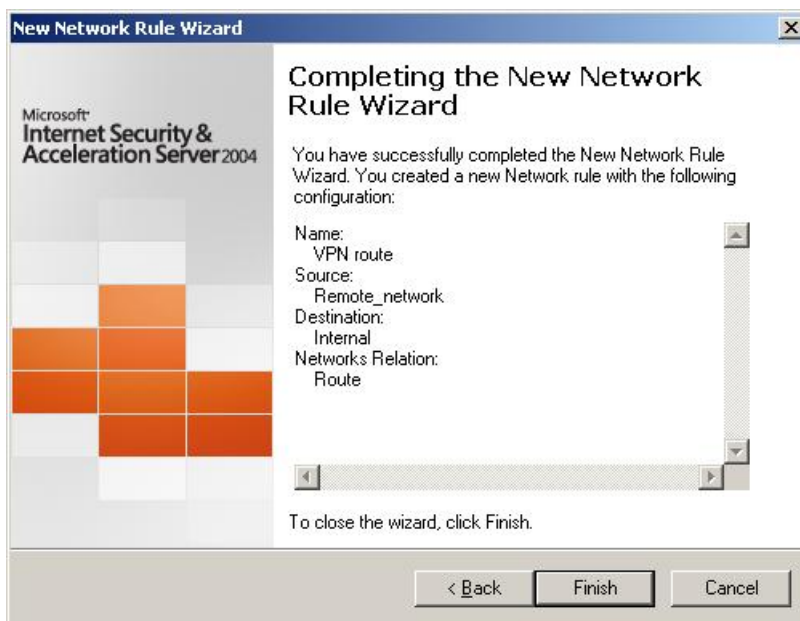 New Network Rule Wizard
Microsoft
Internet Security &
Acceleration Server 2004
Completing the New Network
Rule Wizard
You have successfully completed the New Network Rule
Wizard. You created a new Network rule with the following
configuration:
Name:
VPN route
Source:
Remote_network
Destination:
Internal
Networks Relation:
Route
To close the wizard, click Finish.
< Back
Finish
Cancel